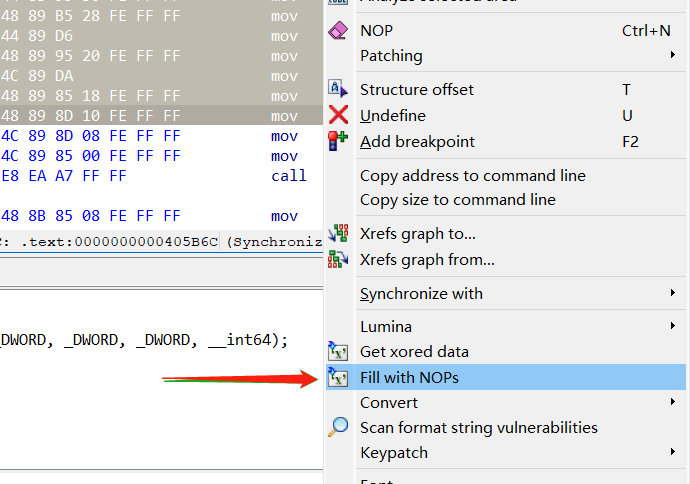 44 89 D6 mov
48 89 B5 28 FE FF FF mov
48 89 95 20 FE FF FF mov
4C 89 DA mov
48 89 85 18 FE FF FF mov
48 89 8D 10 FE FF FF mov
4C 89 8D 08 FE FF FF mov
4C 89 85 00 FE FF FF mov
E8 EA A7 FF FF call
48 8B 85 08 FE FF FF mov
: .text:0000000000405B6C (Synchroniz
DWORD, _DWORD, _DWORD, __int64);
NOP Ctrl+N
Patching
Structure offset T
Undefine U
Add breakpoint F2
Copy address to command line
Copy size to command line
Xrefs graph to...
Xrefs graph from...
Synchronize with
Lumina
Get xored data
Fill with NOPs
Convert
Scan format string vulnerabilities
Keypatch